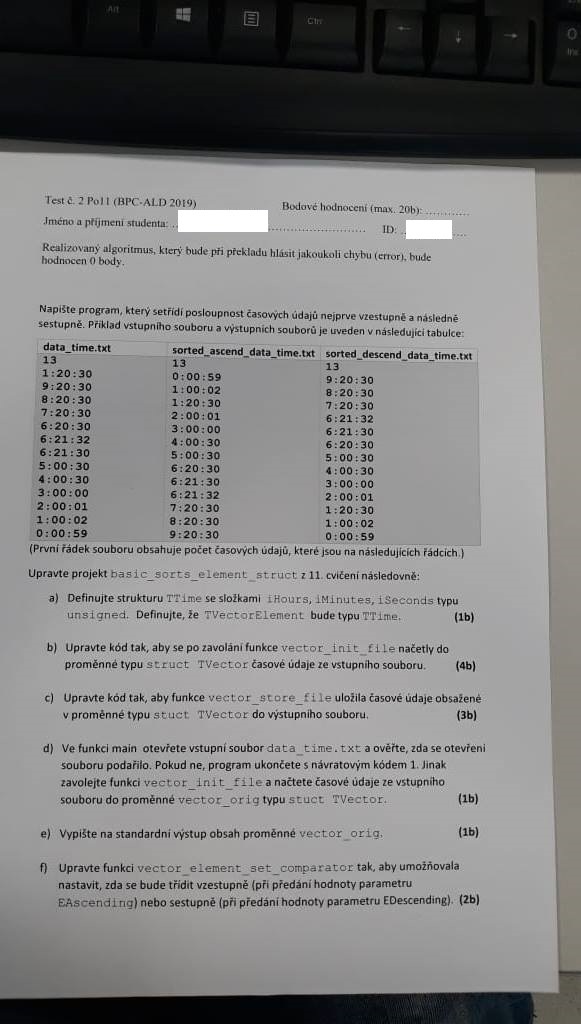 Alt
Ctrl
Ins
Test č. 2 Po11 (BPC-ALD 2019) Bodové hodnocení (max. 20b): ............
Jméno a příjmení studenta: .. .......................... ID: .. ....
Realizovaný algoritmus, který bude při překladu hlásit jakoukoli chybu (error), bude
hodnocen 0 body.
Napište program, který setřídí posloupnost časových údajů nejprve vzestupně a následně
sestupně. Příklad vstupního souboru a výstupních souborů je uveden v následující tabulce:
data_time.txt sorted_ascend_data_time.txt sorted_descend_data_time.txt
13 13 13
1:20:30 0:00:59 9:20:30
9:20:30 1:00:02 8:20:30
8:20:30 1:20:30 7:20:30
7:20:30 2:00:01 6:21:32
6:20:30 3:00:00 6:21:30
6:21:32 4:00:30 6:20:30
6:21:30 5:00:30 5:00:30
5:00:30 6:20:30 4:00:30
4:00:30 6:21:30 3:00:00
3:00:00 6:21:32 2:00:01
2:00:01 7:20:30 1:20:30
1:00:02 8:20:30 1:00:02
0:00:59 9:20:30 0:00:59
(První řádek souboru obsahuje počet časových údajů, které jsou na následujících řádcích.)
Upravte projekt basic_sorts_element_struct z 11. cvičení následovně:
a) Definujte strukturu TTime se složkami iHours, iMinutes, iSeconds typu
unsigned. Definujte, že TVectorElement bude typu TTime. (1b)
b) Upravte kód tak, aby se po zavolání funkce vector_init_file načetly do
proměnné typu struct TVector časové údaje ze vstupního souboru. (4b)
c) Upravte kód tak, aby funkce vector_store_file uložila časové údaje obsažené
v proměnné typu stuct TVector do výstupního souboru. (3b)
d) Ve funkci main otevřete vstupní soubor data_time.txt a ověřte, zda se otevření
souboru podařilo. Pokud ne, program ukončete s návratovým kódem 1. Jinak
zavolejte funkci vector_init_file a načtete časové údaje ze vstupního
souboru do proměnné vector_orig typu stuct TVector. (1b)
e) Vypište na standardní výstup obsah proměnné vector_orig. (1b)
f) Upravte funkci vector_element_set_comparator tak, aby umožňovala
nastavit, zda se bude třídit vzestupně (při předání hodnoty parametru
EAscending) nebo sestupně (při předání hodnoty parametru EDescending). (2b)